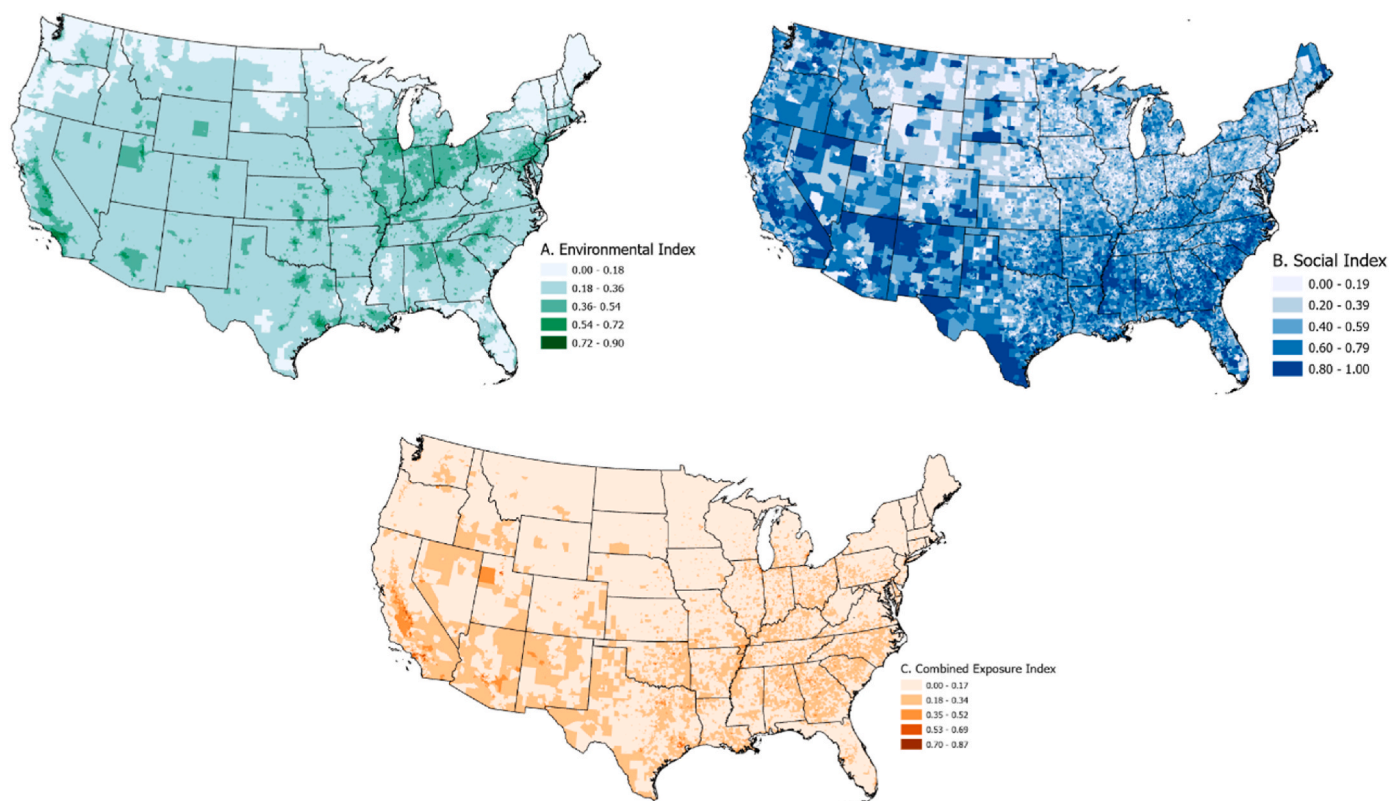 A. Environmental Index
0.00 - 0.18
0.18 - 0.36
0.36- 0.54
0.54 - 0.72
0.72 - 0.90
B. Social Index
0.00 - 0.19
0.20 - 0.39
0.40 - 0.59
0.60 - 0.79
0.80 - 1.00
C. Combined Exposure Index
0.00 - 0.17
0.18 - 0.34
0.35 - 0.52
0.53 - 0.69
0.70 - 0.87